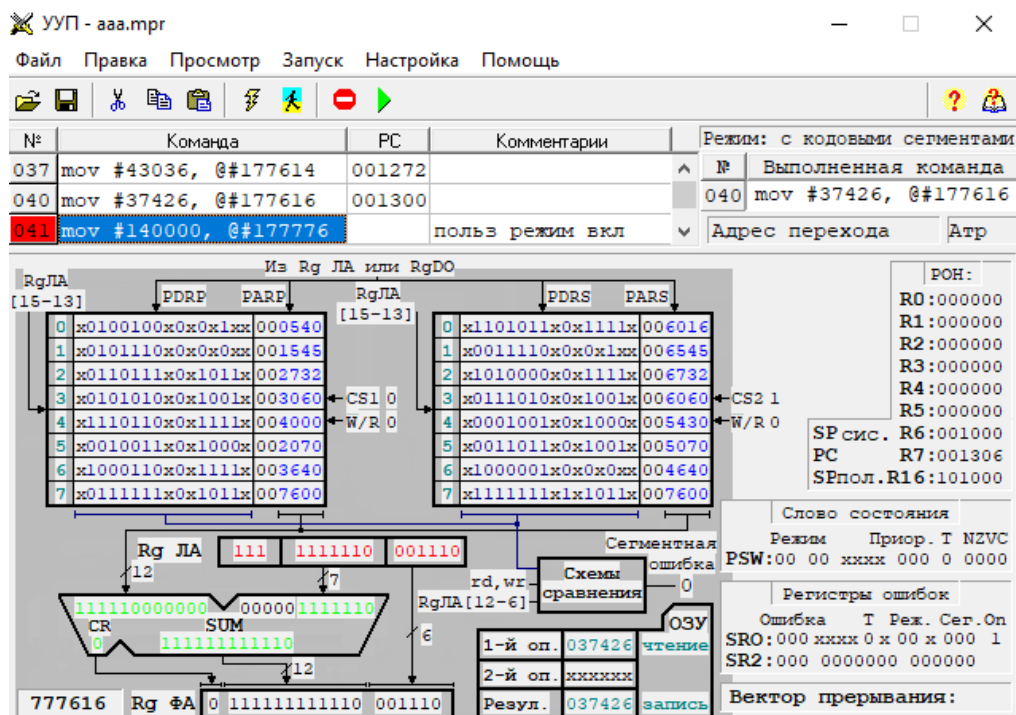 УУП - aaa.mpr
Файл Правка Просмотр Запуск Настройка Помощь
№ Команда PC Комментарии
037 mov #43036, @#177614 001272
040 mov #37426, @#177616 001300
041 mov #140000, @#177776 польз режим вкл
Режим: с кодовыми сегментами
№ Выполненная команда
040 mov #37426, @#177616
Адрес перехода Атр
Из Rg ЛА или RgDO
RgЛА
[15-13]
PDRP PARP
0 x0100100x0x0x1xx 000540
1 x0101110x0x0x0xx 001545
2 x0110111x0x1011x 002732
3 x0101010x0x1001x 003060
4 x1110110x0x1111x 004000
5 x0010011x0x1000x 002070
6 x1000110x0x1111x 003640
7 x0111111x0x1011x 007600
CS1 0
W/R 0
RgЛА
[15-13]
PDRS PARS
0 x1101011x0x1111x 006016
1 x0011110x0x0x1xx 006545
2 x1010000x0x1111x 006732
3 x0111010x0x1001x 006060
4 x0001001x0x1000x 005430
5 x0011011x0x1001x 005070
6 x1000001x0x0x0xx 004640
7 x1111111x1x1011x 007600
CS2 1
W/R 0
РОН:
R0:000000
R1:000000
R2:000000
R3:000000
R4:000000
R5:000000
SPсис. R6:001000
PC R7:001306
SPпол.R16:101000
Слово состояния
Режим Приор. T NZVC
PSW:00 00 xxxx 000 0 0000
Регистры ошибок
Ошибка T Реж. Сег.Оп
SR0:000 xxxx 0 x 00 x 000 1
SR2:000 0000000 000000
Вектор прерывания:
Rg ЛА 111 1111110 001110
12
7
6
111110000000 00000 1111110
CR SUM
0 111111111110
12
777616 Rg ФА 0 111111111110 001110
Сегментная
ошибка
0
rd,wr
RgЛА[12-6]
Схемы
сравнения
ОЗУ
1-й оп. 037426 чтение
2-й оп. xxxxxx
Резул. 037426 запись